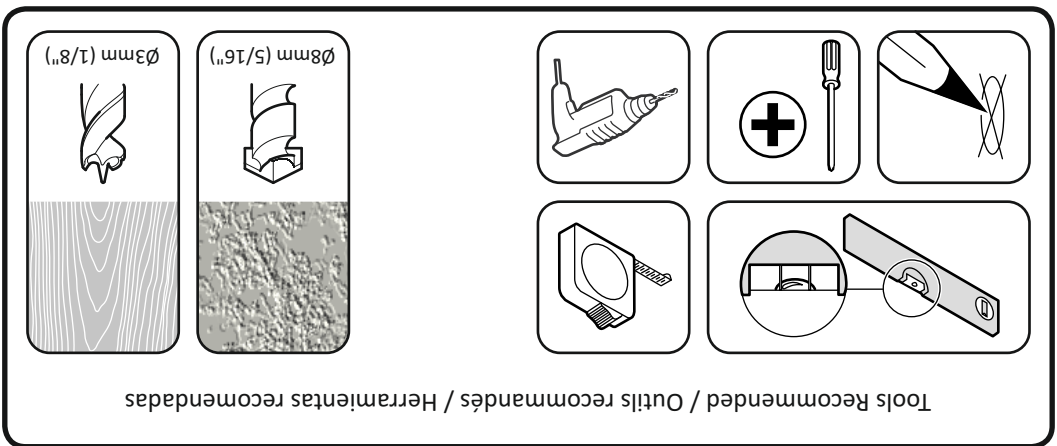 Tools Recommended / Outils recommandés / Herramientas recomendadas
Ø8mm (5/16")
Ø3mm (1/8")